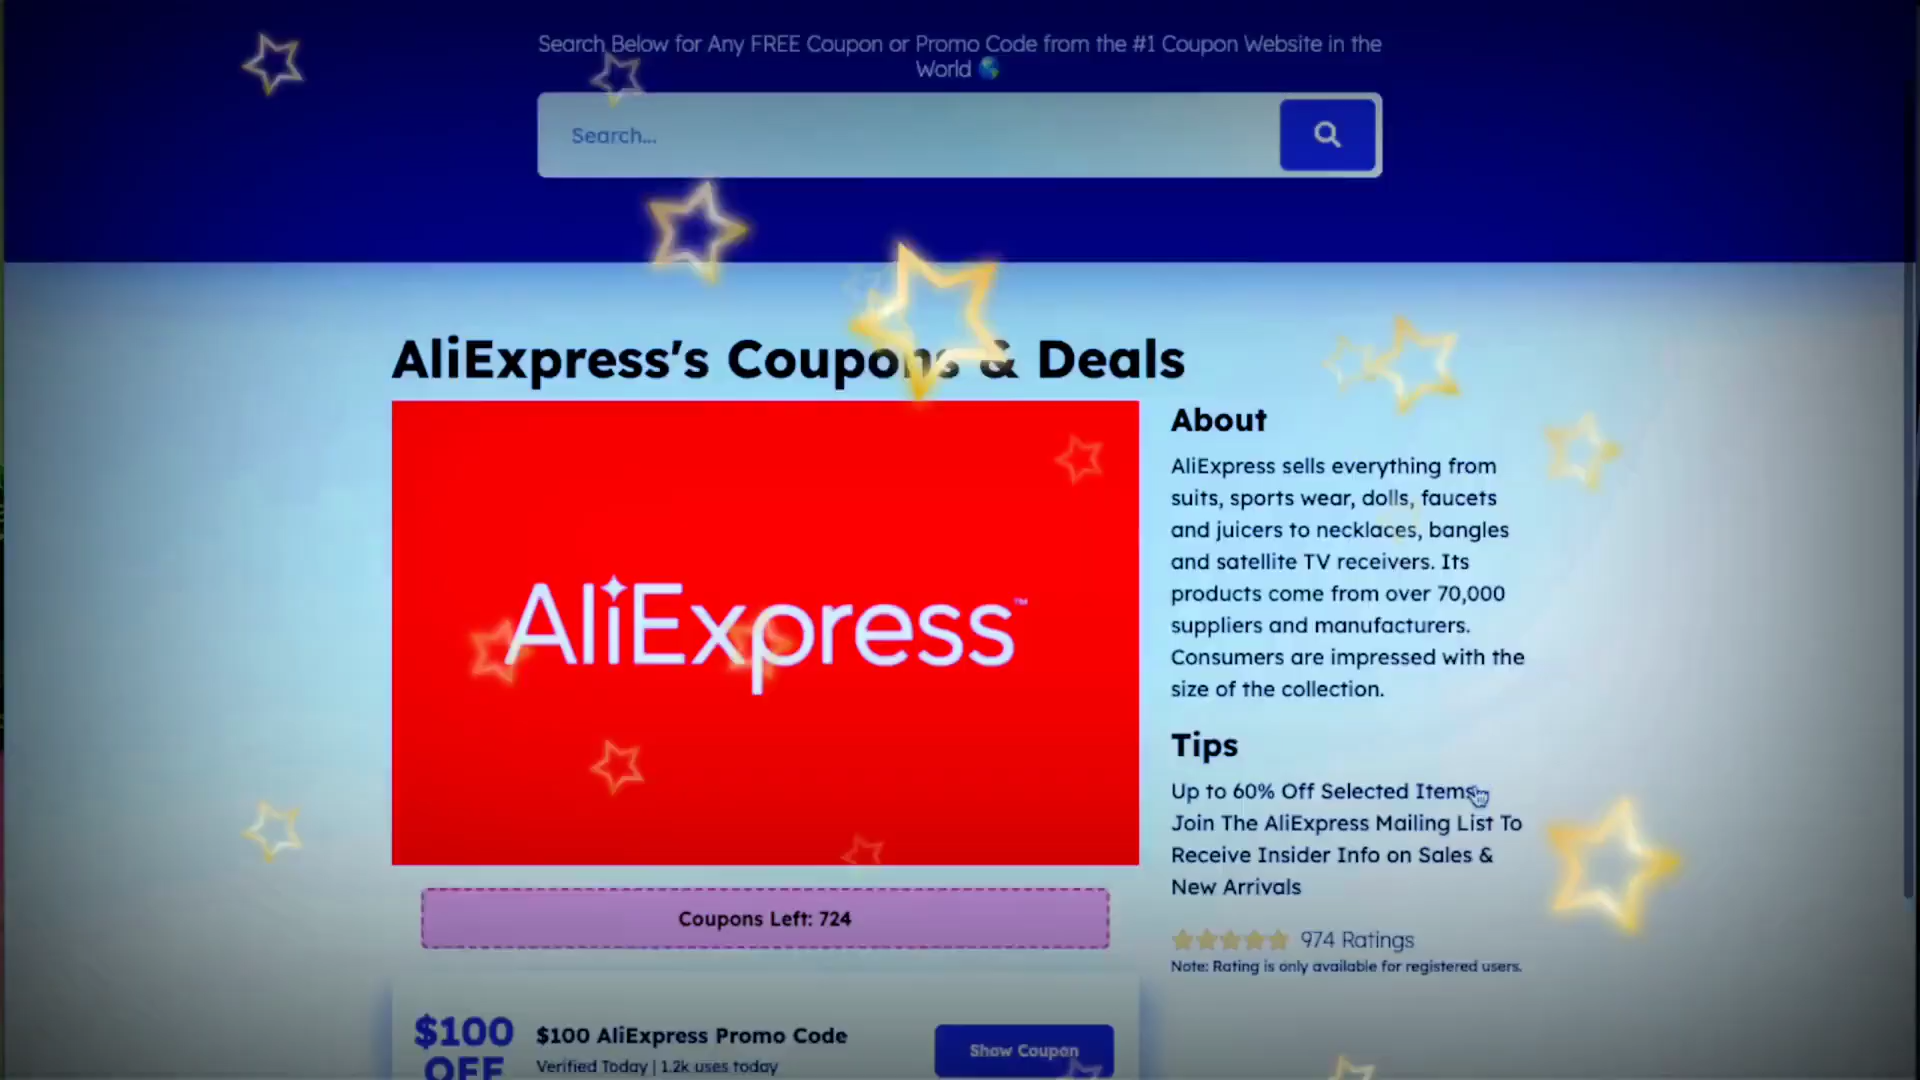 Search Below for Any FREE Coupon or Promo Code from the #1 Coupon Website in the
World
Search...
AliExpress's Coupons & Deals
AliExpress™
About
AliExpress sells everything from
suits, sports wear, dolls, faucets
and juicers to necklaces, bangles
and satellite TV receivers. Its
products come from over 70,000
suppliers and manufacturers.
Consumers are impressed with the
size of the collection.
Tips
Up to 60% Off Selected Items
Join The AliExpress Mailing List To
Receive Insider Info on Sales &
New Arrivals
974 Ratings
Note: Rating is only available for registered users.
Coupons Left: 724
$100
OFF
$100 AliExpress Promo Code
Verified Today | 1.2k uses today
Show Coupon